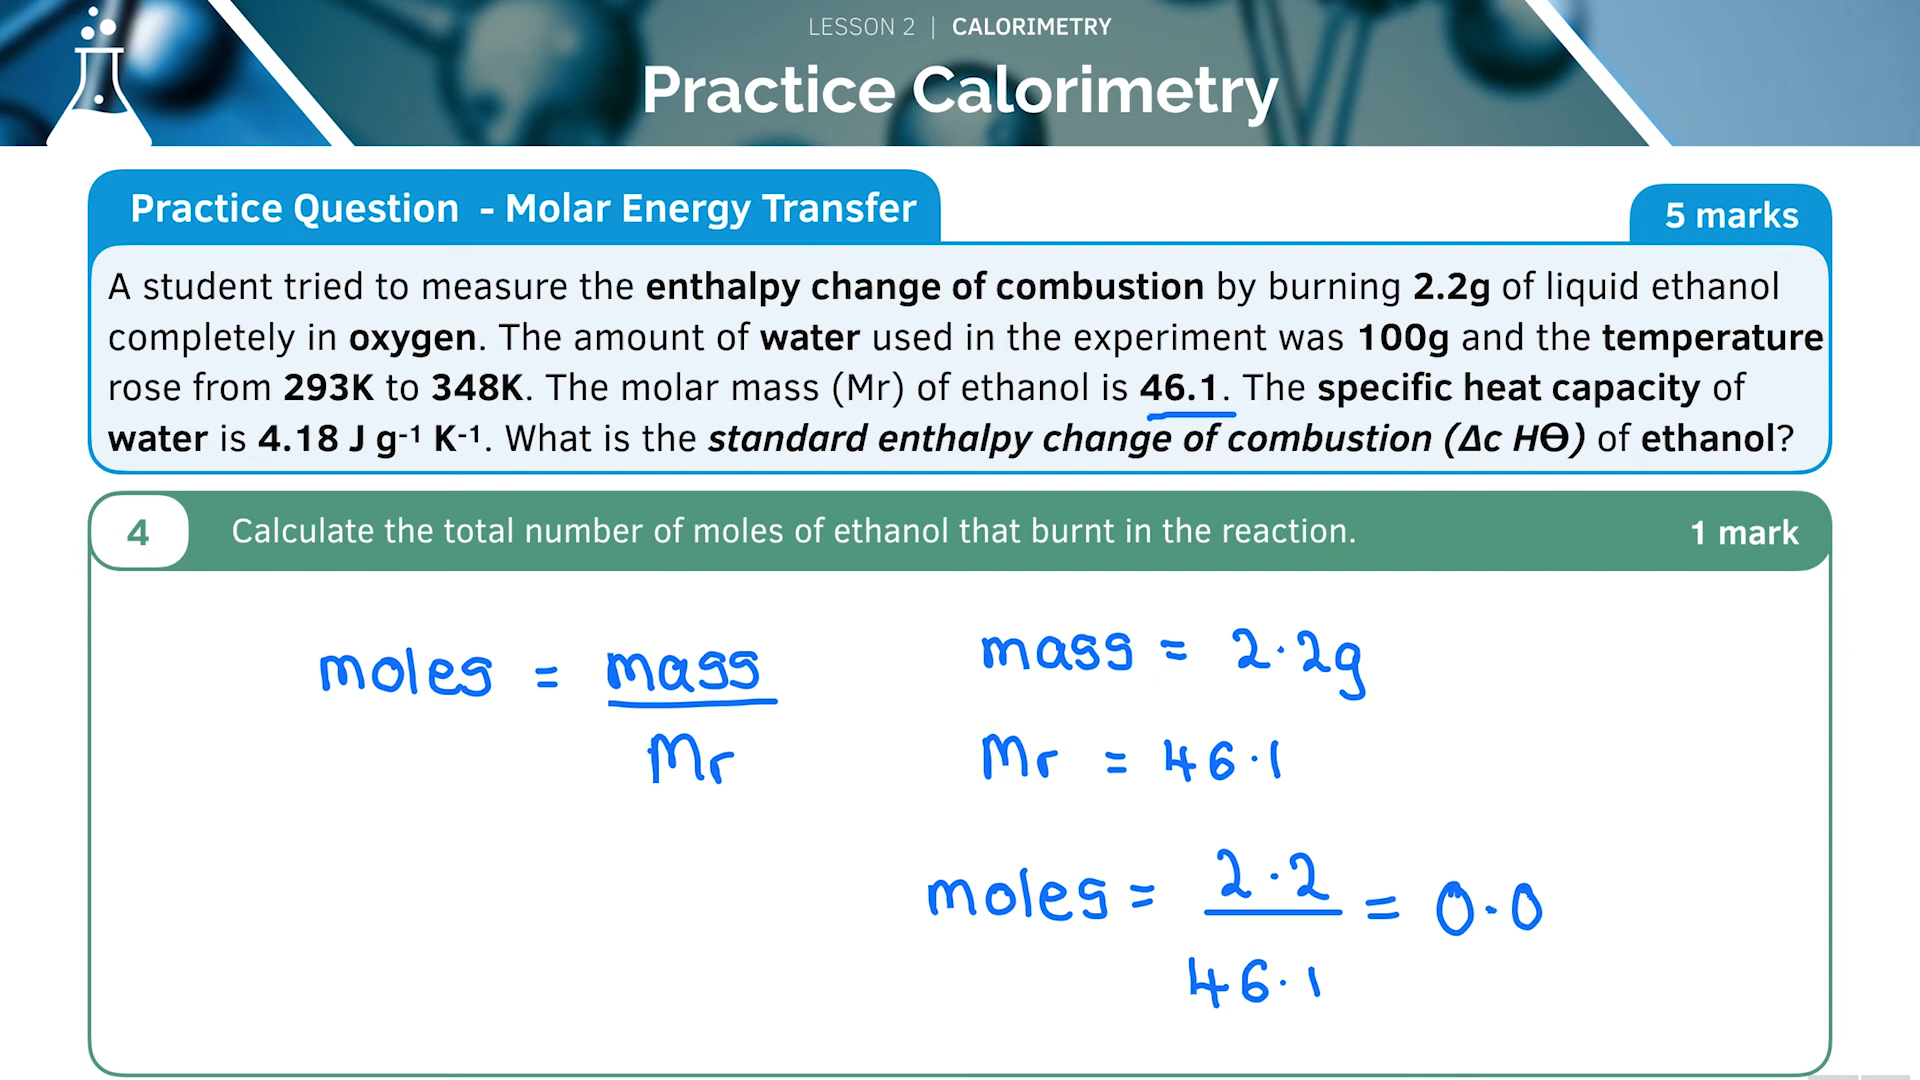 LESSON 2 | CALORIMETRY
Practice Calorimetry
Practice Question - Molar Energy Transfer
5 marks
A student tried to measure the enthalpy change of combustion by burning 2.2g of liquid ethanol
completely in oxygen. The amount of water used in the experiment was 100g and the temperature
rose from 293K to 348K. The molar mass (Mr) of ethanol is 46.1. The specific heat capacity of
water is 4.18 J g⁻¹ K⁻¹. What is the standard enthalpy change of combustion (Δc HӨ) of ethanol?
4 Calculate the total number of moles of ethanol that burnt in the reaction. 1 mark
moles = mass
Mr
mass = 2.2g
Mr = 46.1
moles = 2.2 = 0.0
46.1